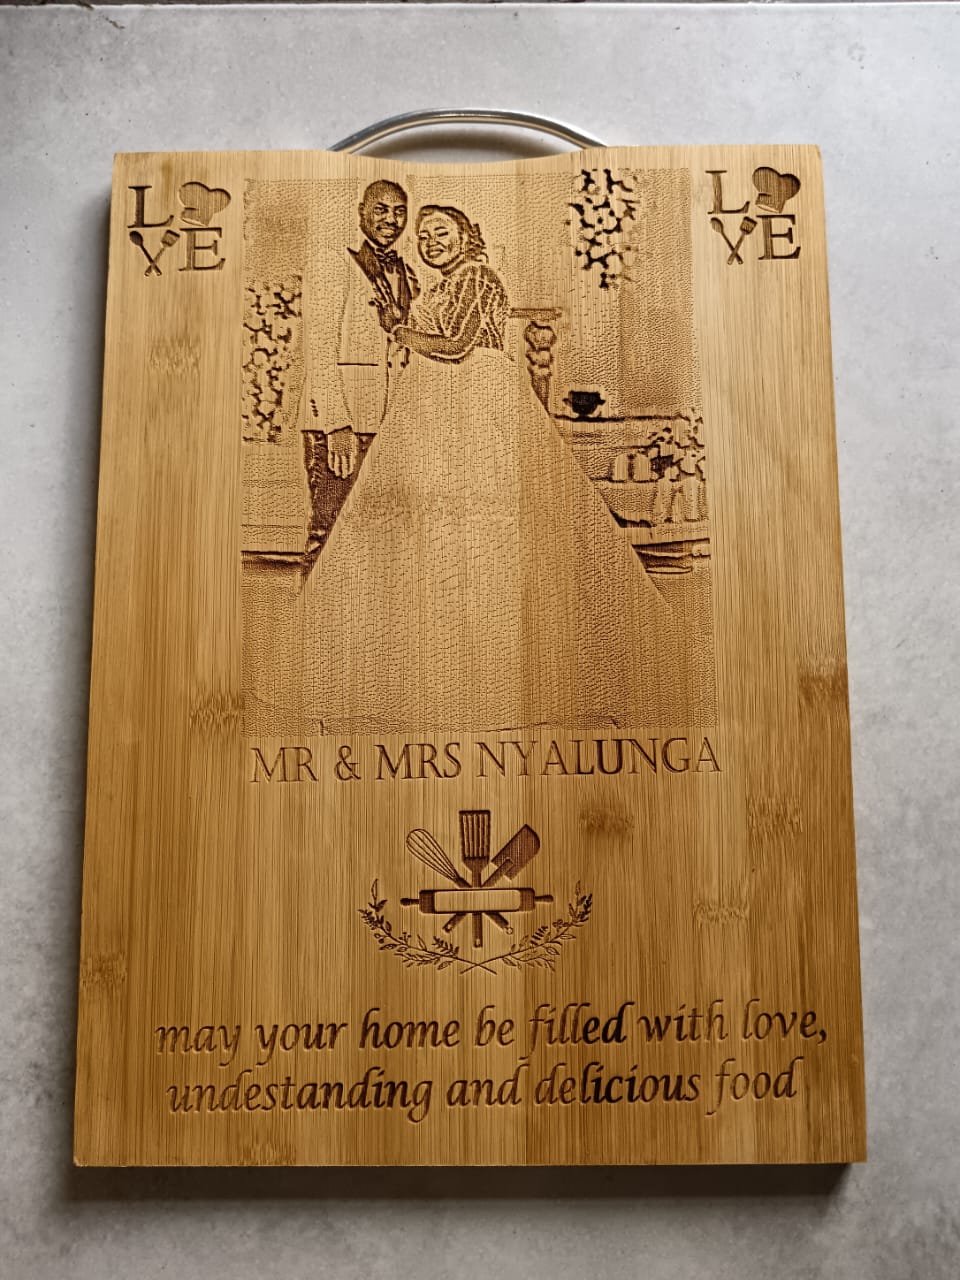 LOVE
LOVE
MR & MRS NYALUNGA
may your home be filled with love,
undestanding and delicious food